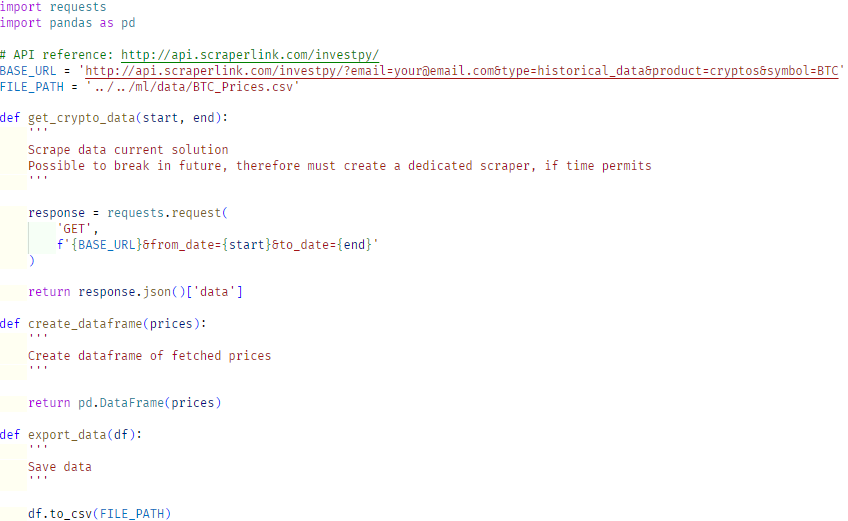 import requests
import pandas as pd
# API reference: http://api.scraperlink.com/investpy/
BASE_URL = 'http://api.scraperlink.com/investpy/?email=your@email.com&type=historical_data&product=cryptos&symbol=BTC'
FILE_PATH = '../../ml/data/BTC_Prices.csv'
def get_crypto_data(start, end):
'''
Scrape data current solution
Possible to break in future, therefore must create a dedicated scraper, if time permits
'''
response = requests.request(
'GET',
f'{BASE_URL}&from_date={start}&to_date={end}'
)
return response.json()['data']
def create_dataframe(prices):
'''
Create dataframe of fetched prices
'''
return pd.DataFrame(prices)
def export_data(df):
'''
Save data
'''
df.to_csv(FILE_PATH)